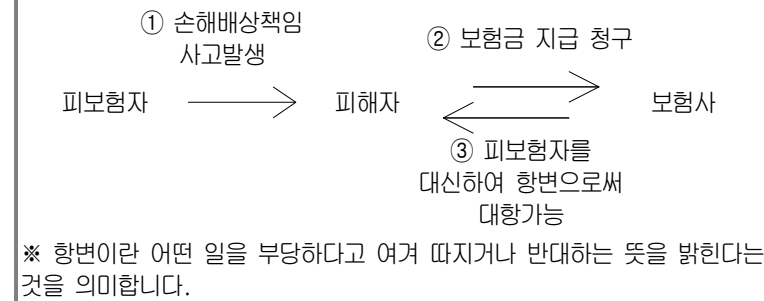 ① 손해배상책임
사고발생
② 보험금 지급 청구
피보험자
피해자
보험사
③ 피보험자를
대신하여 항변으로써
대항가능
※ 항변이란 어떤 일을 부당하다고 여겨 따지거나 반대하는 뜻을 밝힌다는
것을 의미합니다.